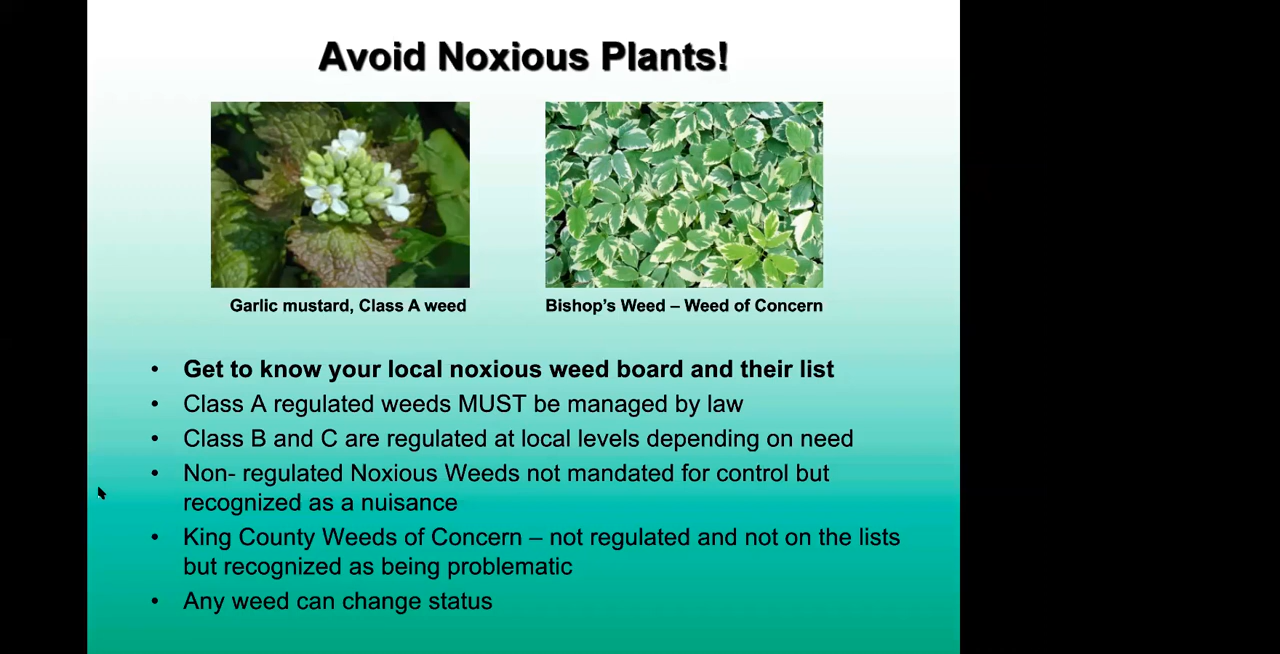 Avoid Noxious Plants!
Garlic mustard, Class A weed
Bishop's Weed – Weed of Concern
• Get to know your local noxious weed board and their list
• Class A regulated weeds MUST be managed by law
• Class B and C are regulated at local levels depending on need
• Non- regulated Noxious Weeds not mandated for control but
recognized as a nuisance
• King County Weeds of Concern – not regulated and not on the lists
but recognized as being problematic
• Any weed can change status